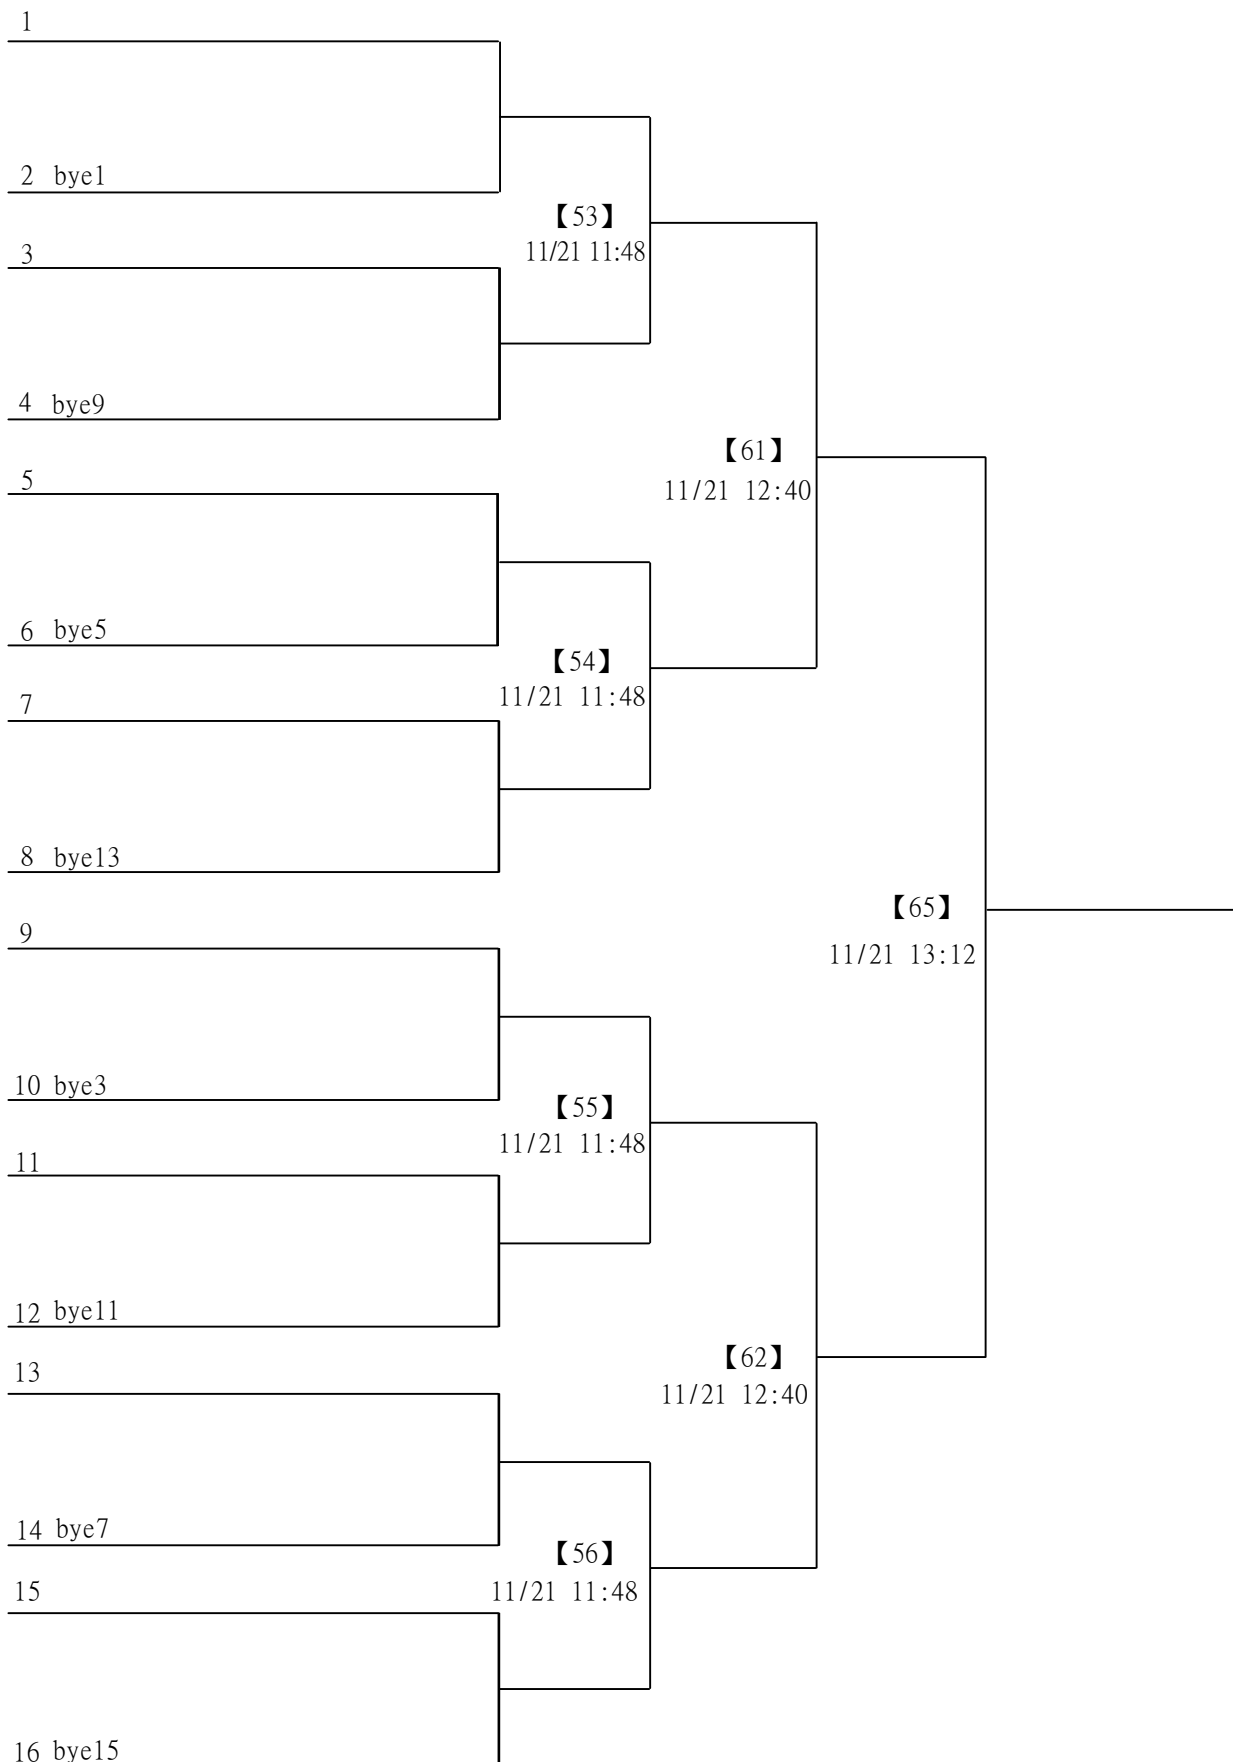 1
2 bye1
【53】
11/21 11:48
3
4 bye9
【61】
11/21 12:40
5
6 bye5
【54】
11/21 11:48
7
8 bye13
【65】
11/21 13:12
9
10 bye3
【55】
11/21 11:48
11
12 bye11
【62】
11/21 12:40
13
14 bye7
【56】
11/21 11:48
15
16 bye15